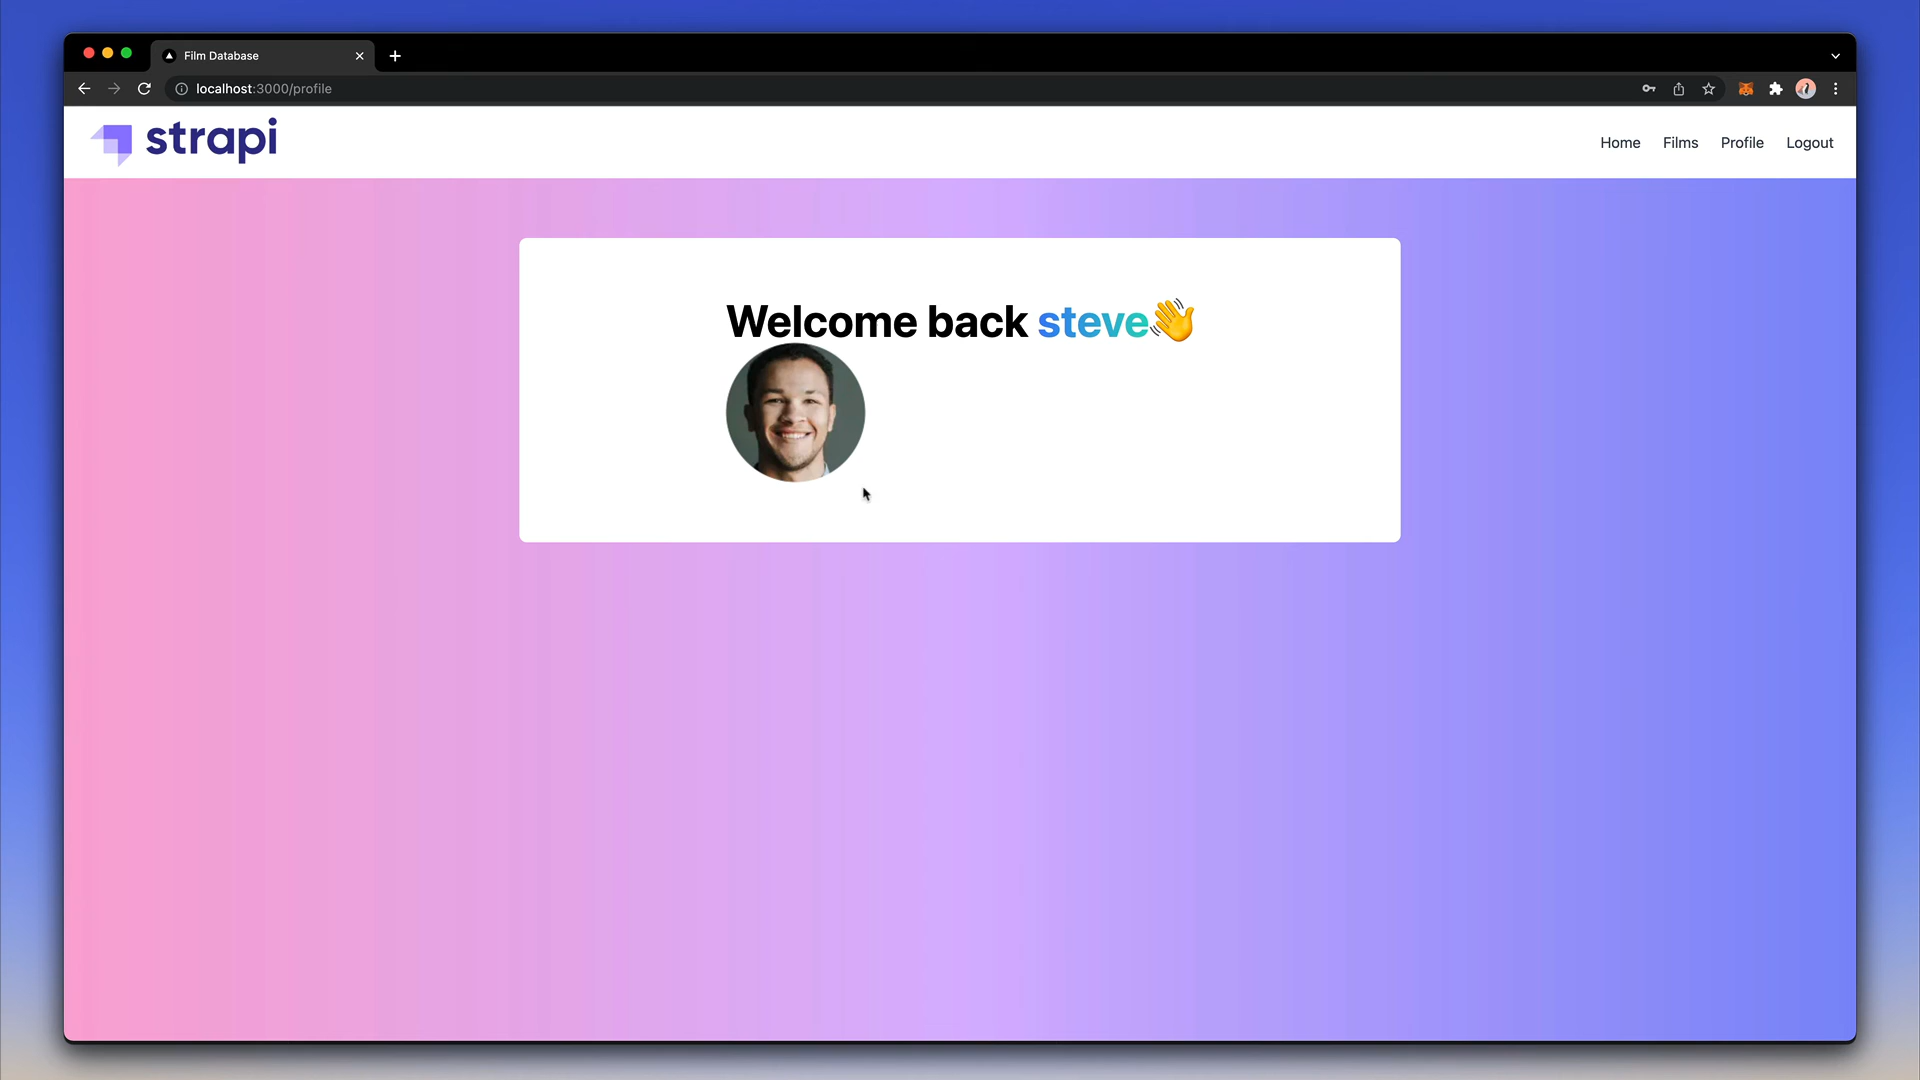 Film Database
localhost:3000/profile
strapi
Home Films Profile Logout
Welcome back steve👋